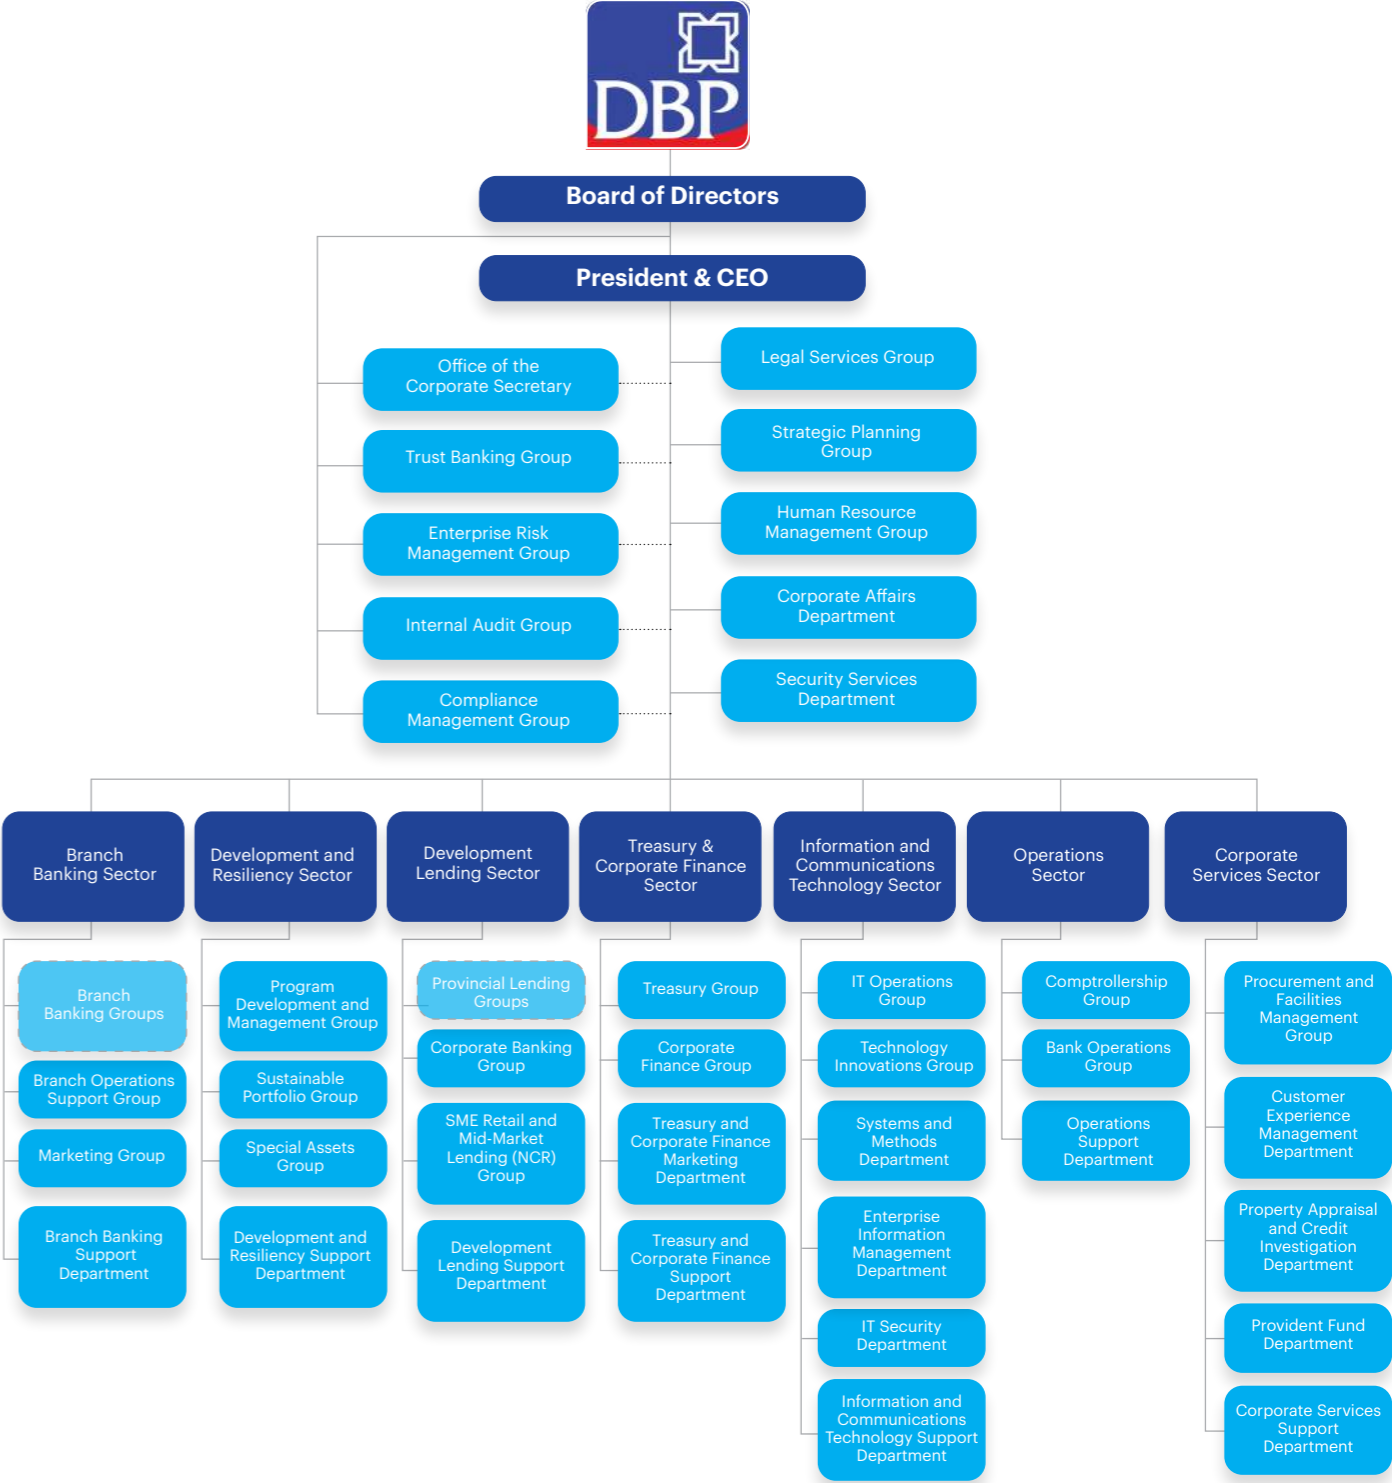 DBP
Board of Directors
President & CEO
Office of the
Corporate Secretary
Trust Banking Group
Enterprise Risk
Management Group
Internal Audit Group
Compliance
Management Group
Legal Services Group
Strategic Planning
Group
Human Resource
Management Group
Corporate Affairs
Department
Security Services
Department
Branch
Banking Sector
Branch
Banking Groups
Branch Operations
Support Group
Marketing Group
Branch Banking
Support
Department
Development and
Resiliency Sector
Program
Development and
Management Group
Sustainable
Portfolio Group
Special Assets
Group
Development and
Resiliency Support
Department
Development
Lending Sector
Provincial Lending
Groups
Corporate Banking
Group
SME Retail and
Mid-Market
Lending (NCR)
Group
Development
Lending Support
Department
Treasury &
Corporate Finance
Sector
Treasury Group
Corporate
Finance Group
Treasury and
Corporate Finance
Marketing
Department
Treasury and
Corporate Finance
Support
Department
Information and
Communications
Technology Sector
IT Operations
Group
Technology
Innovations Group
Systems and
Methods
Department
Enterprise
Information
Management
Department
IT Security
Department
Information and
Communications
Technology Support
Department
Operations
Sector
Comptrollership
Group
Bank Operations
Group
Operations
Support
Department
Corporate
Services Sector
Procurement and
Facilities
Management
Group
Customer
Experience
Management
Department
Property Appraisal
and Credit
Investigation
Department
Provident Fund
Department
Corporate Services
Support
Department